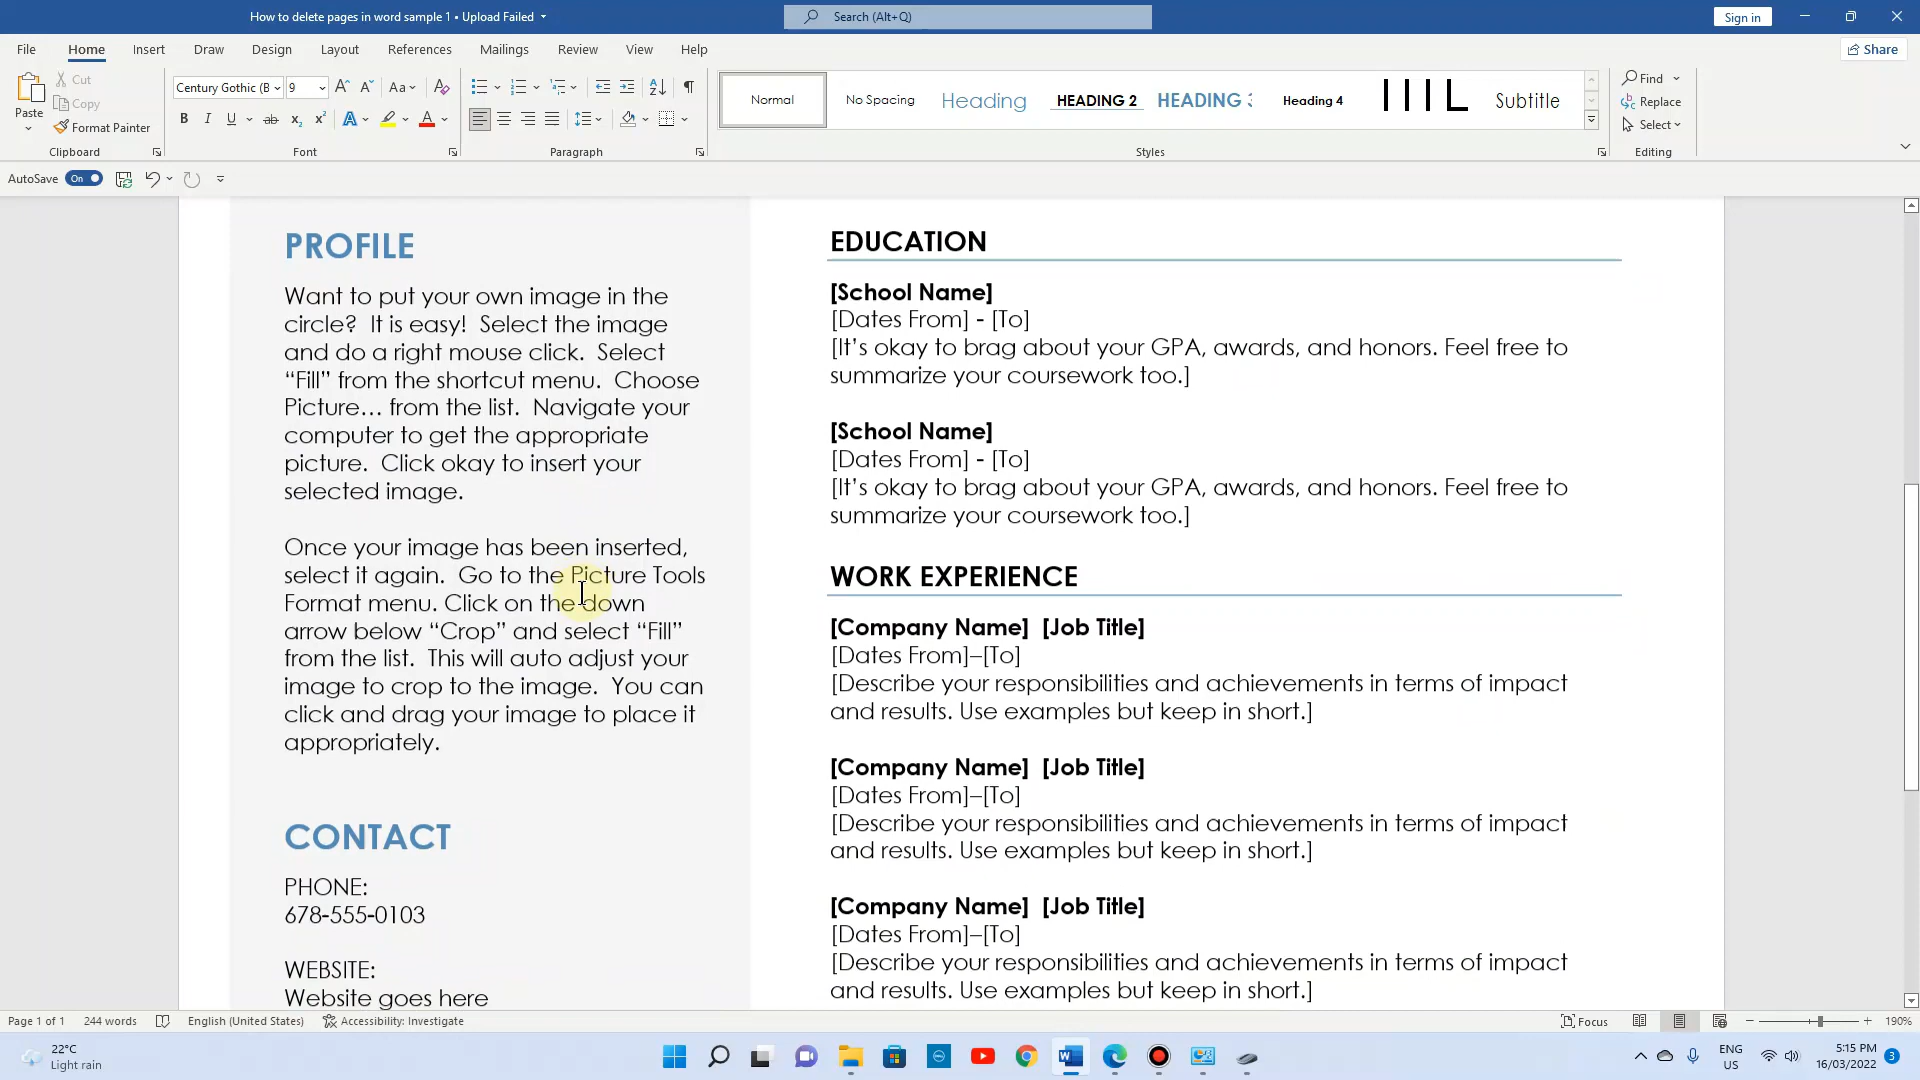 How to delete pages in word sample 1 • Upload Failed
Search (Alt+Q)
Sign in
File Home Insert Draw Design Layout References Mailings Review View Help
Share
Paste
Cut
Copy
Format Painter
Clipboard
Century Gothic (B 9
Font
Paragraph
Normal
No Spacing
Heading
HEADING 2
HEADING 3
Heading 4
Subtitle
Styles
Find
Replace
Select
Editing
AutoSave On
PROFILE
Want to put your own image in the
circle?  It is easy!  Select the image
and do a right mouse click.  Select
“Fill” from the shortcut menu.  Choose
Picture… from the list.  Navigate your
computer to get the appropriate
picture.  Click okay to insert your
selected image.
Once your image has been inserted,
select it again.  Go to the Picture Tools
Format menu. Click on the down
arrow below “Crop” and select “Fill”
from the list.  This will auto adjust your
image to crop to the image.  You can
click and drag your image to place it
appropriately.
CONTACT
PHONE:
678-555-0103
WEBSITE:
Website goes here
EDUCATION
[School Name]
[Dates From] - [To]
[It’s okay to brag about your GPA, awards, and honors. Feel free to
summarize your coursework too.]
[School Name]
[Dates From] - [To]
[It’s okay to brag about your GPA, awards, and honors. Feel free to
summarize your coursework too.]
WORK EXPERIENCE
[Company Name]  [Job Title]
[Dates From]–[To]
[Describe your responsibilities and achievements in terms of impact
and results. Use examples but keep in short.]
[Company Name]  [Job Title]
[Dates From]–[To]
[Describe your responsibilities and achievements in terms of impact
and results. Use examples but keep in short.]
[Company Name]  [Job Title]
[Dates From]–[To]
[Describe your responsibilities and achievements in terms of impact
and results. Use examples but keep in short.]
Page 1 of 1 244 words English (United States) Accessibility: Investigate
Focus
190%
22°C
Light rain
ENG
US
5:15 PM
16/03/2022
3